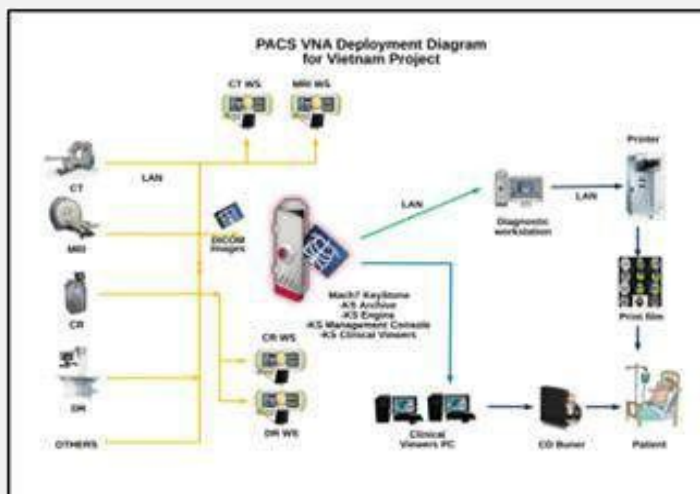 PACS VNA Deployment Diagram
for Vietnam Project
CT WS
MRI WS
Printer
CT
LAN
LAN
LAN
Diagnostic
workstation
MRI
DICOM
Images
Mach7 KeyStone
-KS Archive
-KS Engine
-KS Management Console
-KS Clinical Viewers
Print film
CR
CR WS
DR
DR WS
OTHERS
Clinical
Viewers PC
CD Buner
Patient